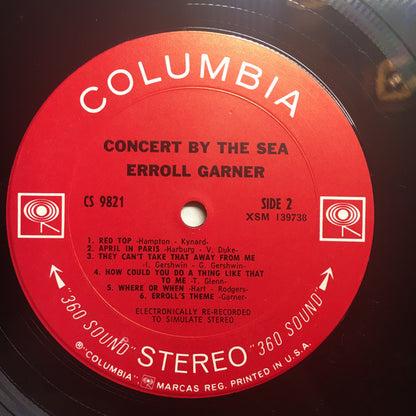 COLUMBIA
CONCERT BY THE SEA
ERROLL GARNER
CS 9821
SIDE 2
XSM 139738
1. RED TOP -Hampton - Kynard-
2. APRIL IN PARIS -Harburg - V. Duke-
3. THEY CAN'T TAKE THAT AWAY FROM ME
-I. Gershwin - G. Gershwin-
4. HOW COULD YOU DO A THING LIKE THAT
TO ME -T. Glenn-
5. WHERE OR WHEN -Hart - Rodgers-
6. ERROLL'S THEME -Garner-
ELECTRONICALLY RE-RECORDED
TO SIMULATE STEREO
"360 SOUND" STEREO "360 SOUND"
® "COLUMBIA", MARCAS REG. PRINTED IN U.S.A.